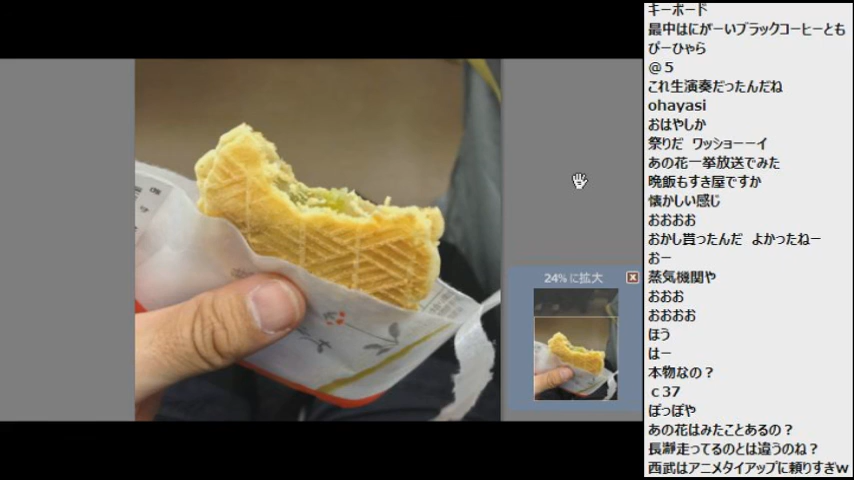 キーボード
最中はにがーいブラックコーヒーとも
ぴーひゃら
@５
これ生演奏だったんだね
ohayasi
おはやしか
祭りだ ワッショーーイ
あの花一挙放送でみた
晩飯もすき屋ですか
懐かしい感じ
おおおお
おかし貰ったんだ よかったねー
おー
蒸気機関や
おおお
おおおお
ほう
はー
本物なの？
ｃ37
ぽっぽや
あの花はみたことあるの？
長瀞走ってるのとは違うのね？
西武はアニメタイアップに頼りすぎｗ
24% に拡大